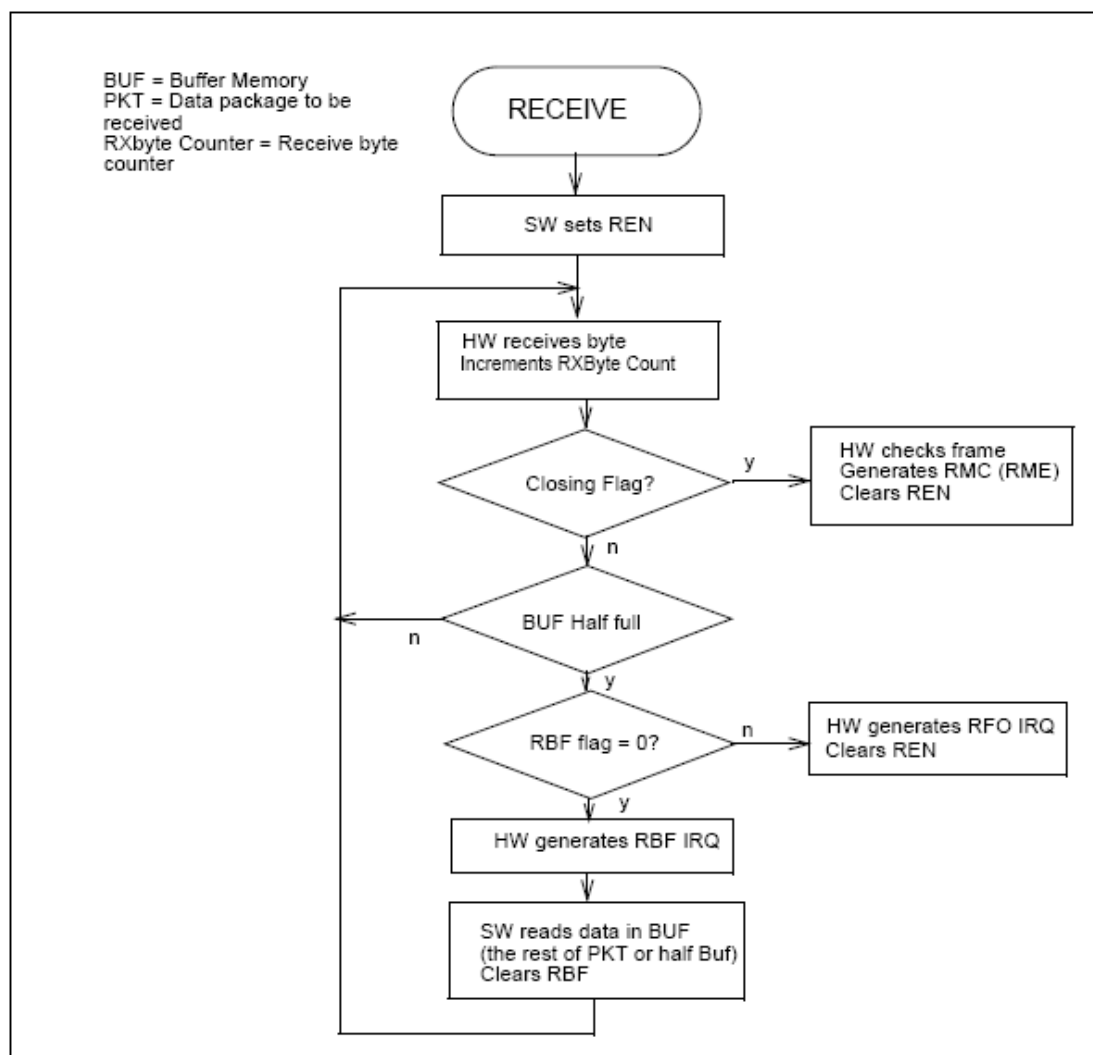 BUF = Buffer Memory
PKT = Data package to be
received
RXbyte Counter = Receive byte
counter
RECEIVE
SW sets REN
HW receives byte
Increments RXByte Count
Closing Flag?
y
HW checks frame
Generates RMC (RME)
Clears REN
n
BUF Half full
n
y
RBF flag = 0?
n
HW generates RFO IRQ
Clears REN
y
HW generates RBF IRQ
SW reads data in BUF
(the rest of PKT or half Buf)
Clears RBF